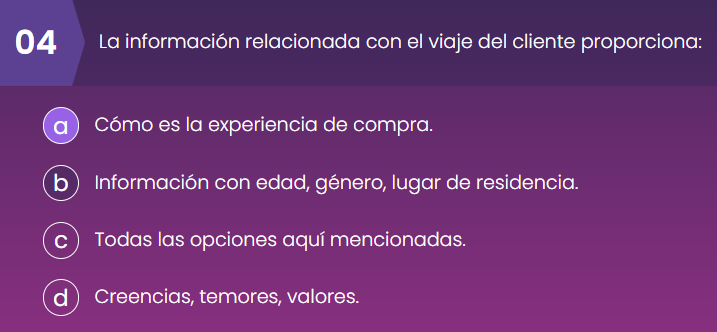 04
La información relacionada con el viaje del cliente proporciona:
a Cómo es la experiencia de compra.
b Información con edad, género, lugar de residencia.
c Todas las opciones aquí mencionadas.
d Creencias, temores, valores.